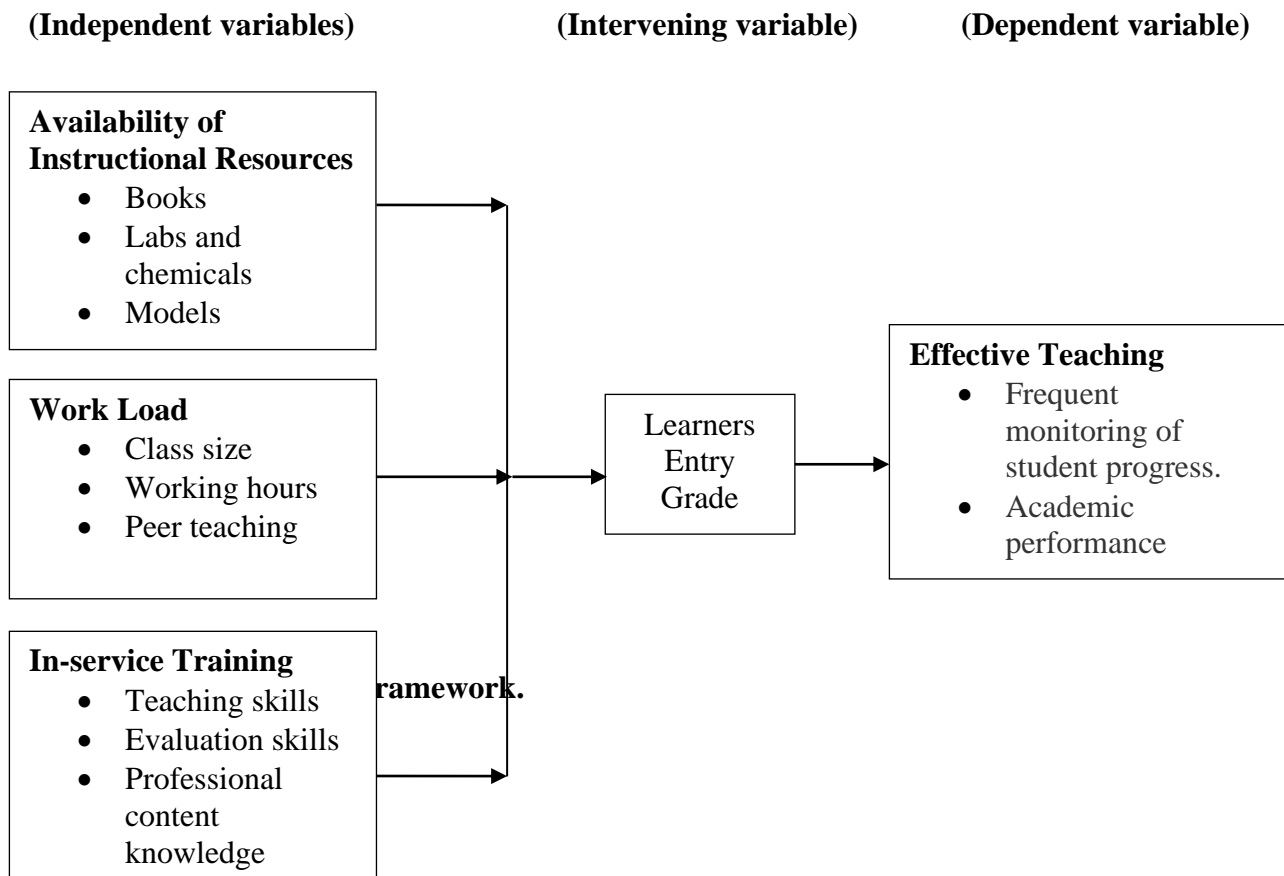 (Independent variables) (Intervening variable) (Dependent variable)
Availability of
Instructional Resources
• Books
• Labs and
chemicals
• Models
Work Load
• Class size
• Working hours
• Peer teaching
In-service Training
• Teaching skills
• Evaluation skills
• Professional
content
knowledge
ramework.
Learners
Entry
Grade
Effective Teaching
• Frequent
monitoring of
student progress.
• Academic
performance